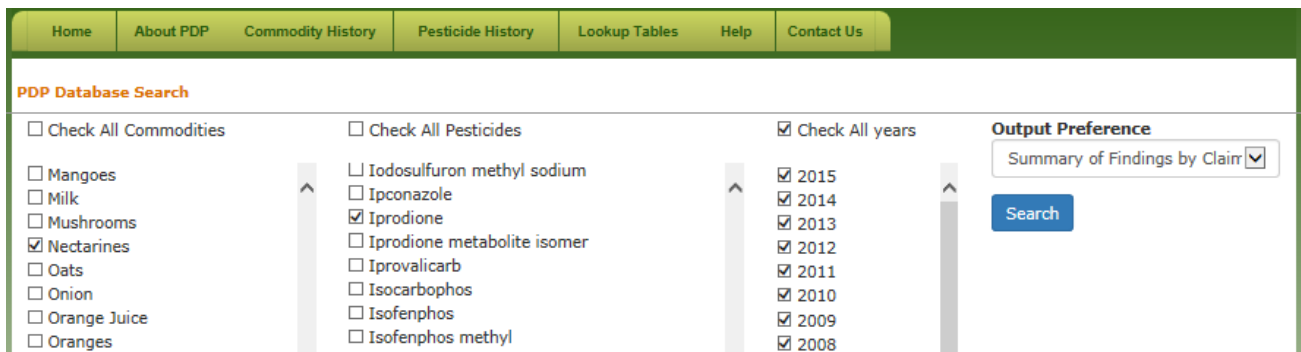 Home About PDP Commodity History Pesticide History Lookup Tables Help Contact Us
PDP Database Search
Check All Commodities
Mangoes
Milk
Mushrooms
Nectarines
Oats
Onion
Orange Juice
Oranges
Check All Pesticides
Iodosulfuron methyl sodium
Ipconazole
Iprodione
Iprodione metabolite isomer
Iprovalicarb
Isocarbophos
Isofenphos
Isofenphos methyl
Check All years
2015
2014
2013
2012
2011
2010
2009
2008
Output Preference
Summary of Findings by Claim
Search